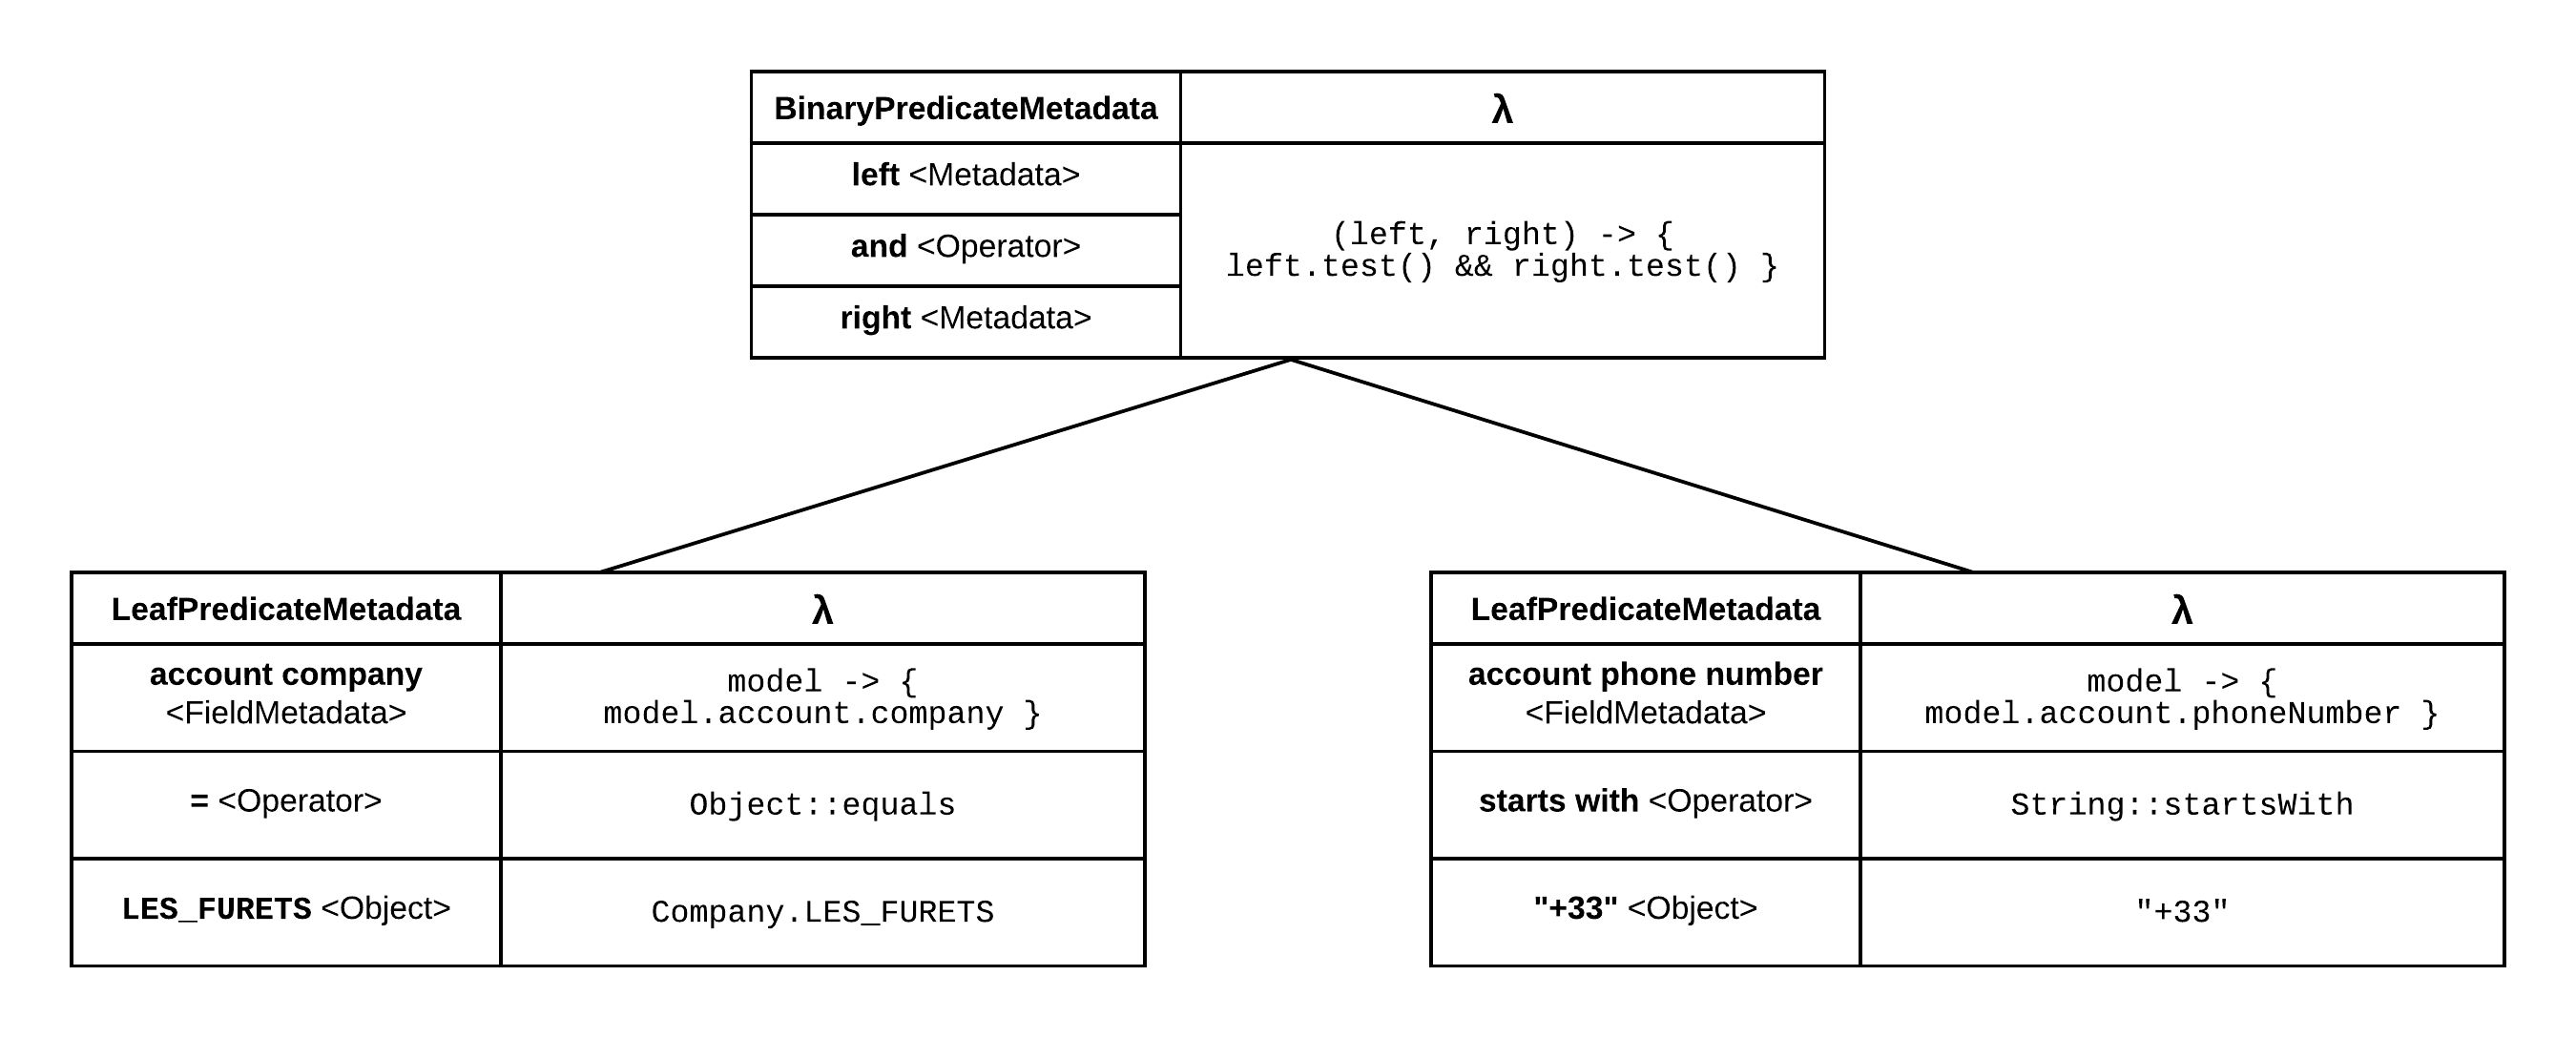 BinaryPredicateMetadata
λ
left <Metadata>
and <Operator>
right <Metadata>
(left, right) -> {
left.test() && right.test() }
LeafPredicateMetadata
λ
account company
<FieldMetadata>
model -> {
model.account.company }
= <Operator>
Object::equals
LES_FURETS <Object>
Company.LES_FURETS
LeafPredicateMetadata
λ
account phone number
<FieldMetadata>
model -> {
model.account.phoneNumber }
starts with <Operator>
String::startsWith
"+33" <Object>
"+33"